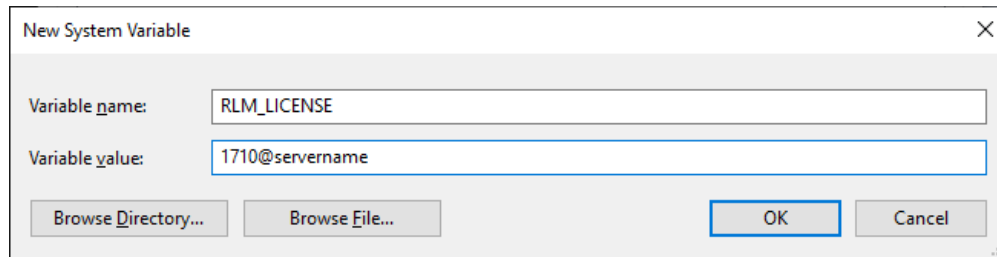 New System Variable
Variable name: RLM_LICENSE
Variable value: 1710@servername
Browse Directory... Browse File... OK Cancel